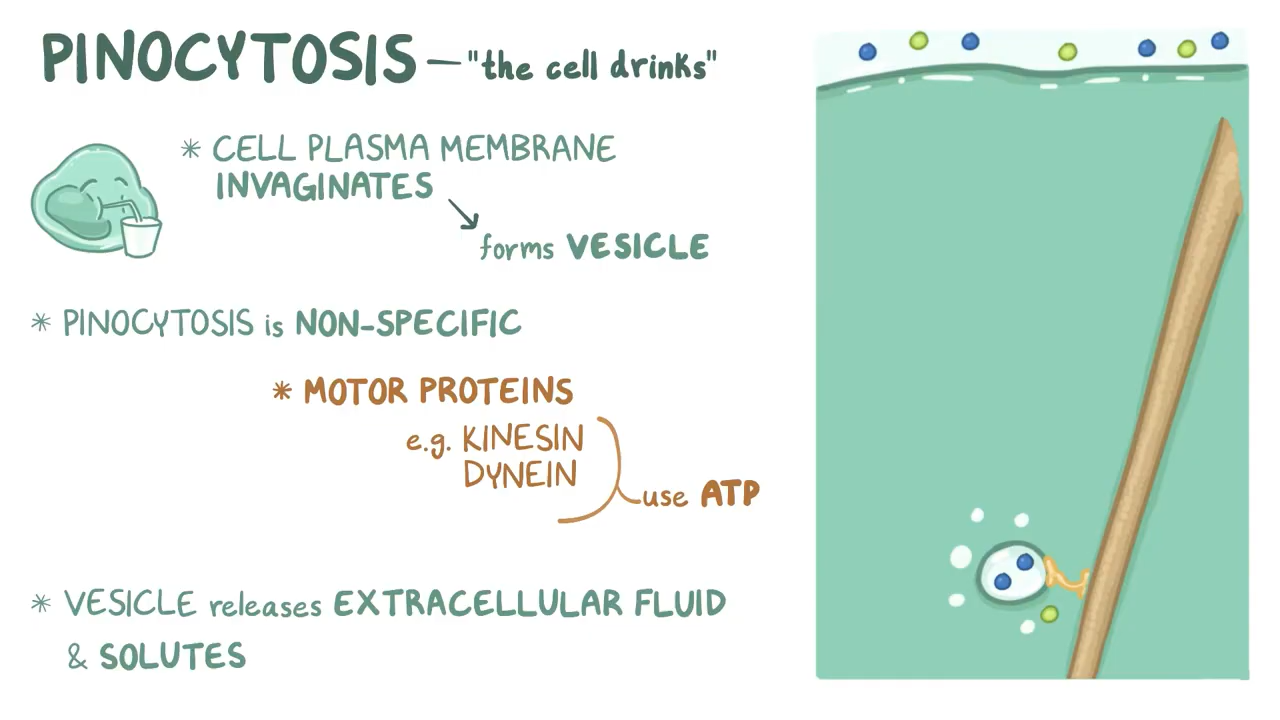 PINOCYTOSIS — "the cell drinks"
* CELL PLASMA MEMBRANE
INVAGINATES
forms VESICLE
* PINOCYTOSIS is NON-SPECIFIC
* MOTOR PROTEINS
e.g. KINESIN
DYNEIN
use ATP
* VESICLE releases EXTRACELLULAR FLUID
& SOLUTES